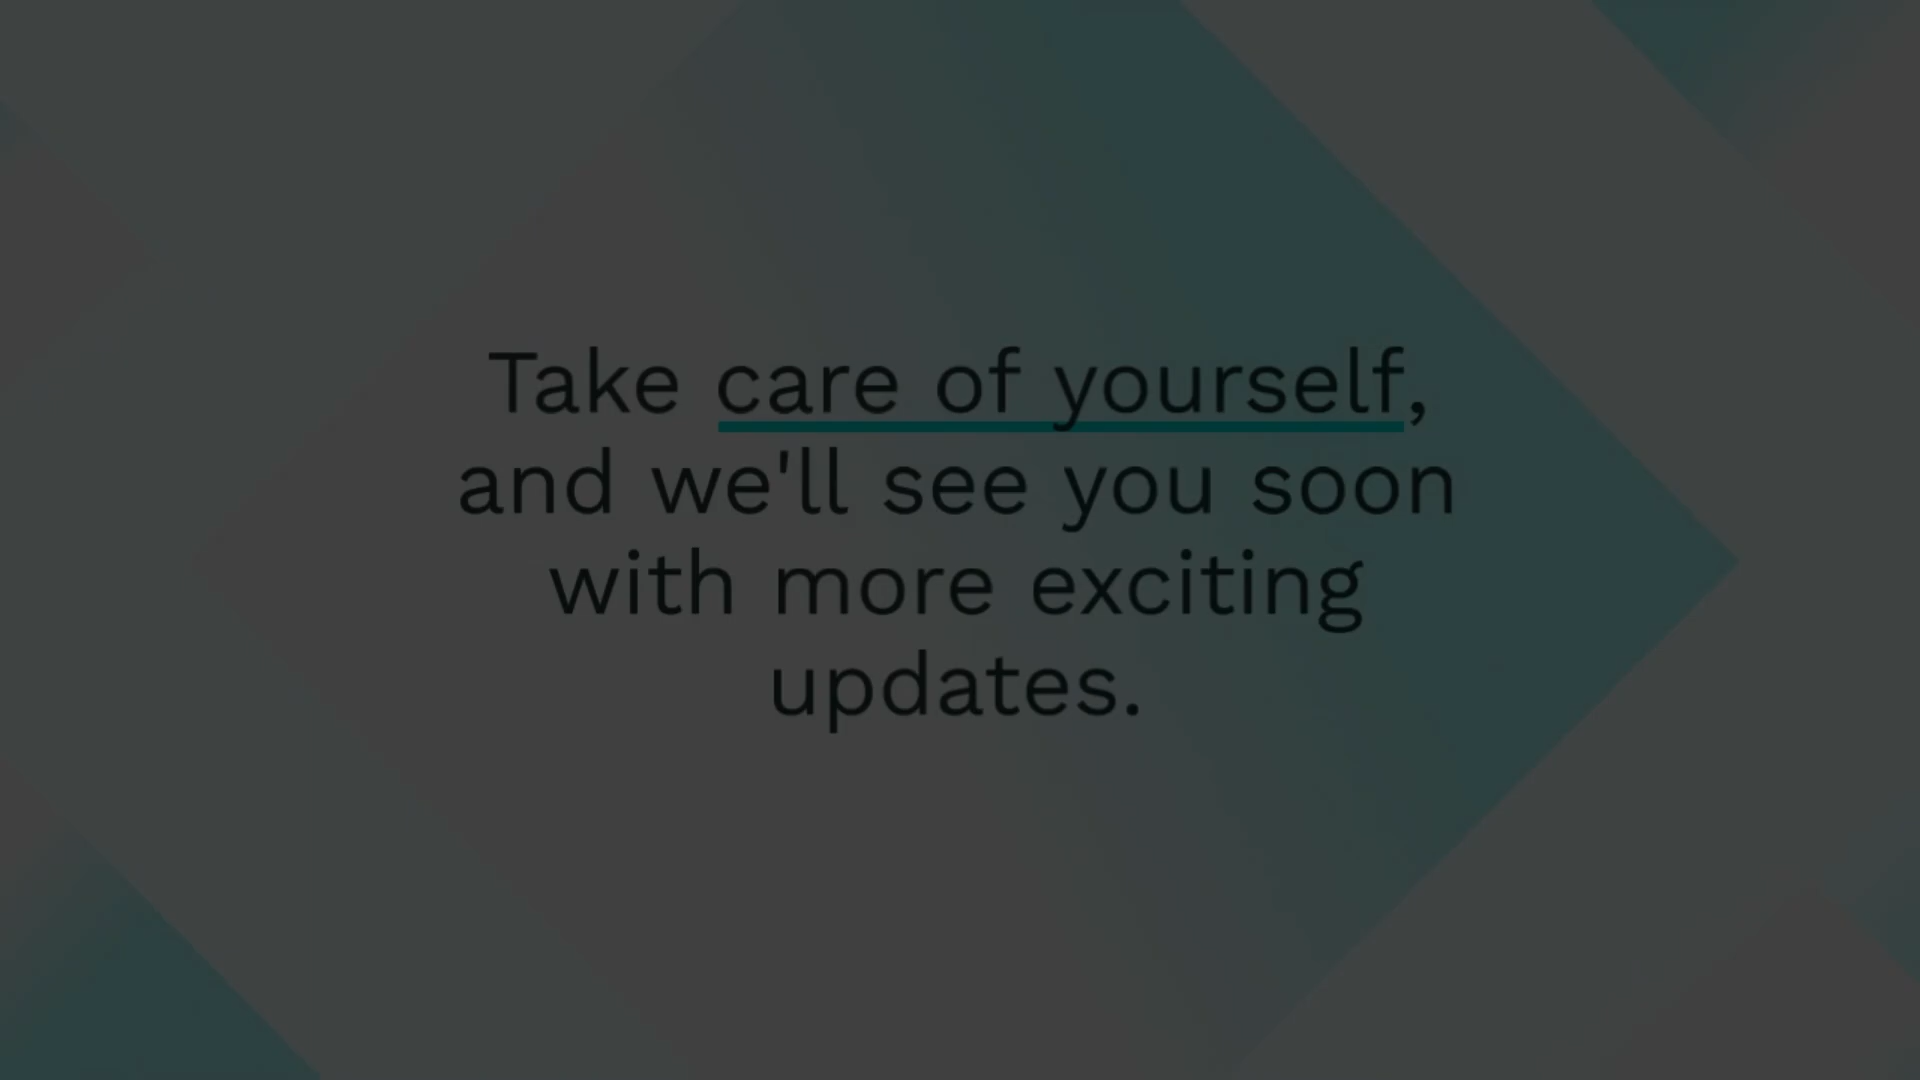 Take care of yourself,
and we'll see you soon
with more exciting
updates.